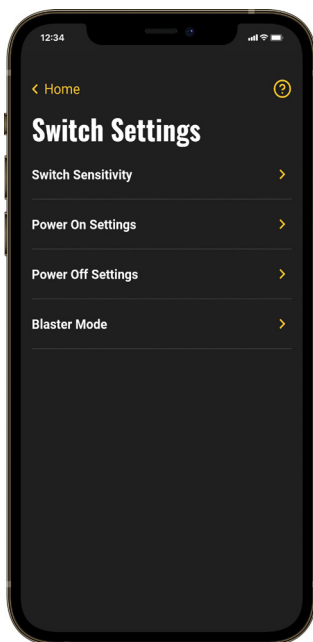 12:34
Home
Switch Settings
Switch Sensitivity
Power On Settings
Power Off Settings
Blaster Mode